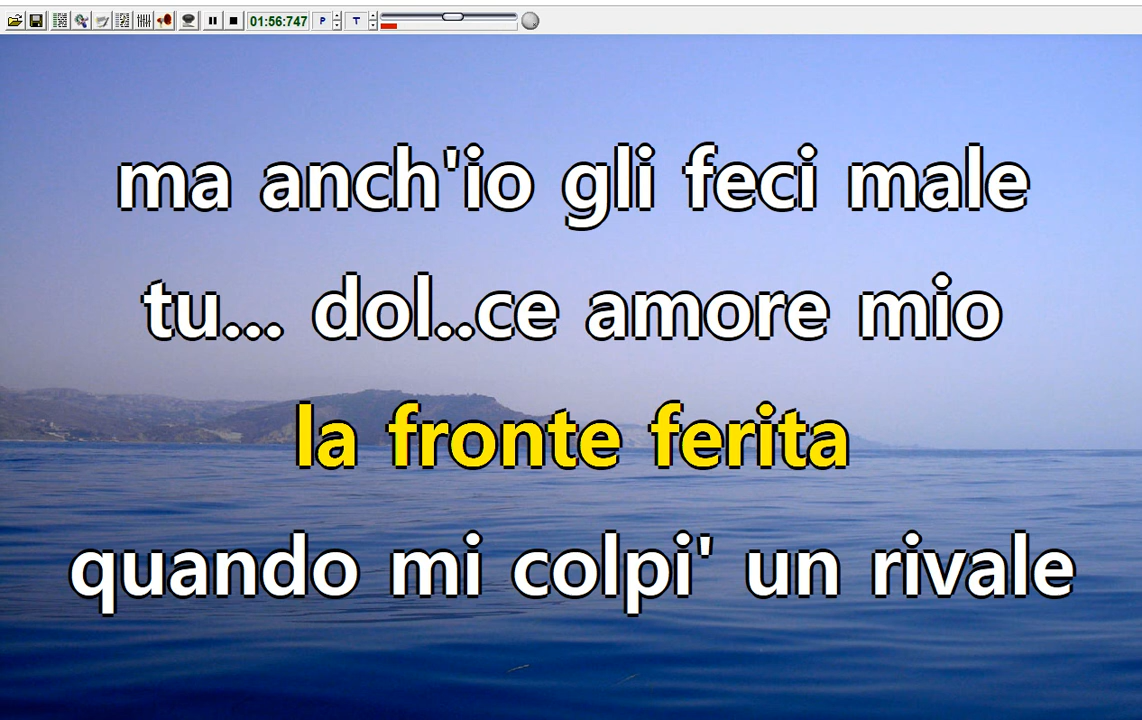 01:56:747 P T
ma anch'io gli feci male
tu... dol..ce amore mio
la fronte ferita
quando mi colpi' un rivale